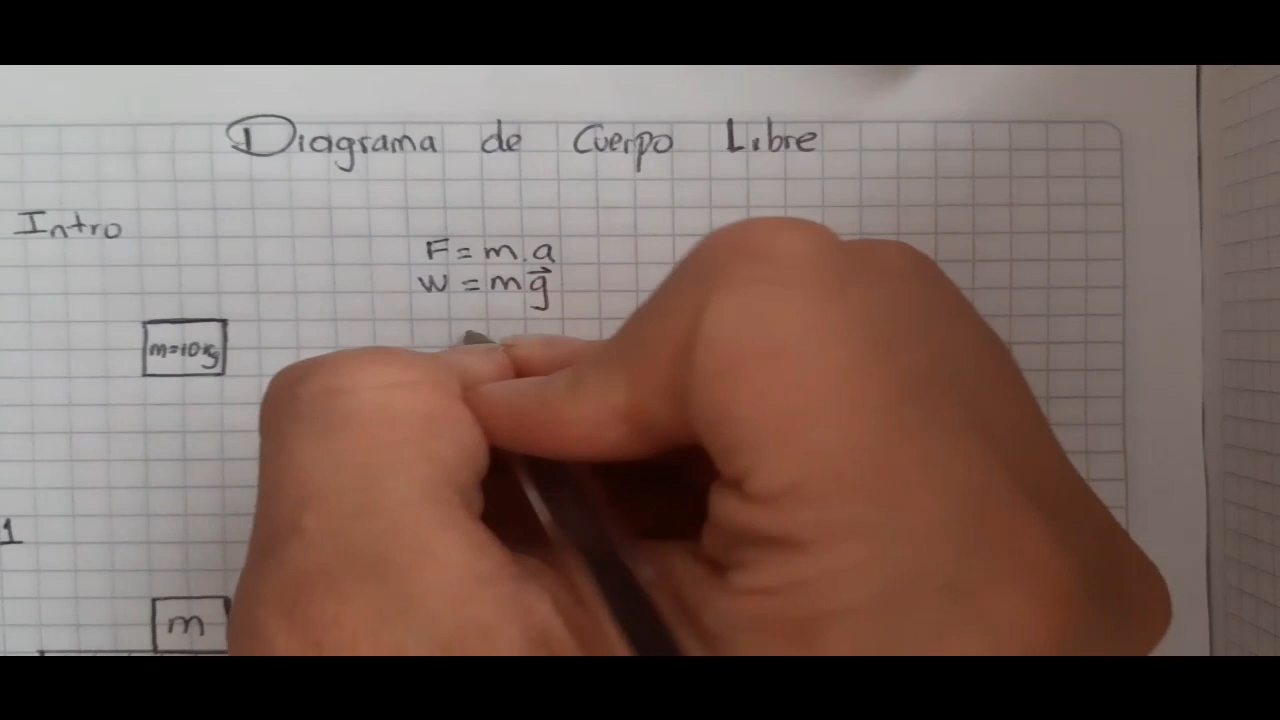 Diagrama de Cuerpo Libre
Intro
F = m.a
W = mg⃗
m=10Kg
1
m